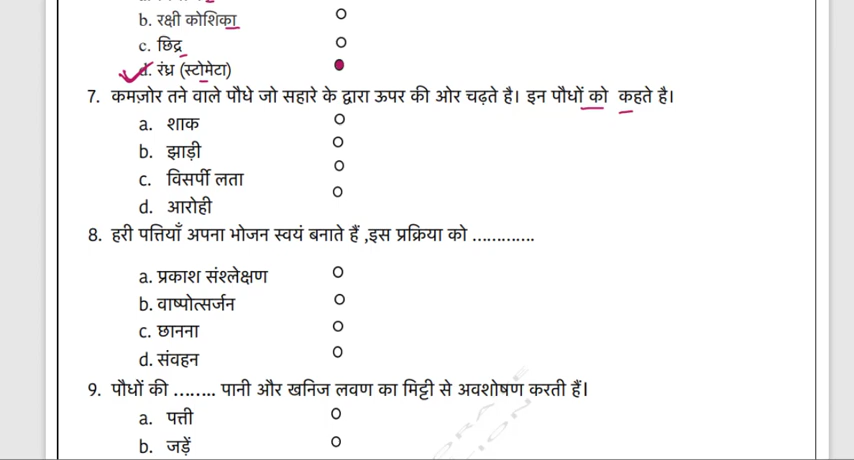 b. रक्षी कोशिका
c. छिद्र
d. रंध्र (स्टोमेटा)
7. कमज़ोर तने वाले पौधे जो सहारे के द्वारा ऊपर की ओर चढ़ते है। इन पौधों को कहते है।
a. शाक
b. झाड़ी
c. विसर्पी लता
d. आरोही
8. हरी पत्तियाँ अपना भोजन स्वयं बनाते हैं ,इस प्रक्रिया को .............
a. प्रकाश संश्लेक्षण
b. वाष्पोत्सर्जन
c. छानना
d. संवहन
9. पौधों की ........ पानी और खनिज लवण का मिट्टी से अवशोषण करती हैं।
a. पत्ती
b. जड़ें